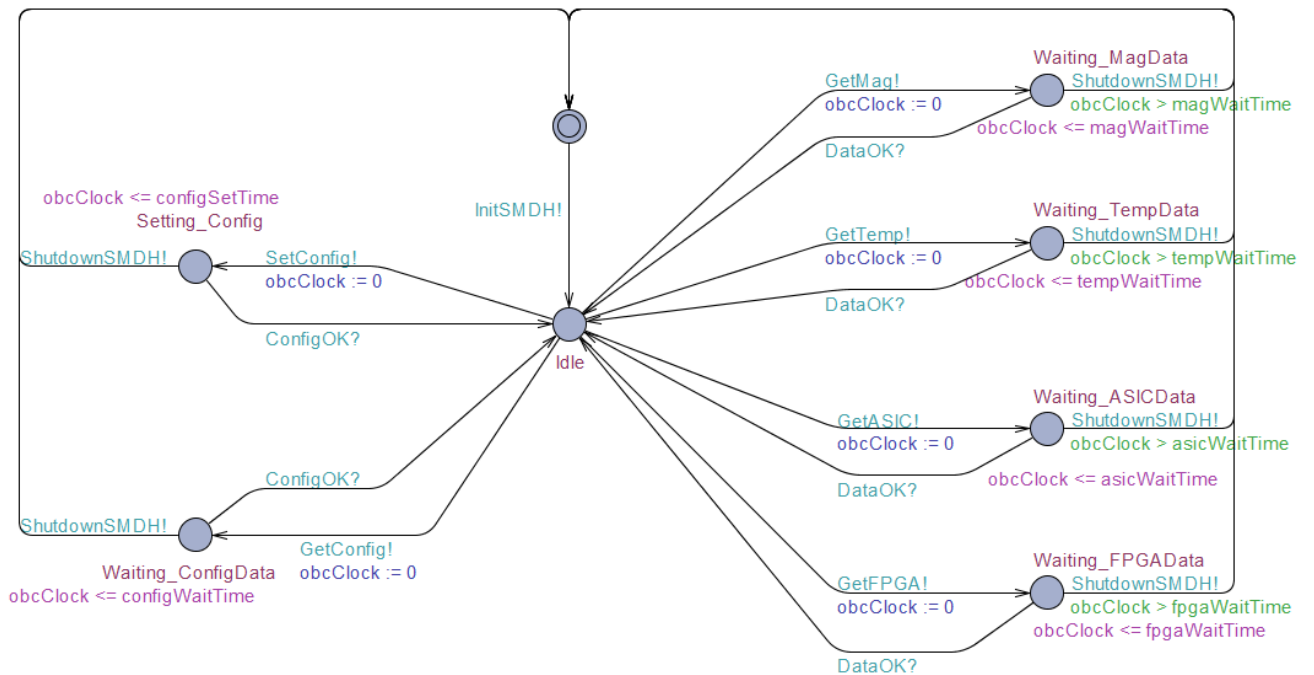 Waiting_MagData
GetMag!
ShutdownSMDH!
obcClock := 0
obcClock > magWaitTime
obcClock <= magWaitTime
DataOK?
obcClock <= configSetTime
Setting_Config
InitSMDH!
Waiting_TempData
GetTemp!
ShutdownSMDH!
obcClock := 0
obcClock > tempWaitTime
obcClock <= tempWaitTime
DataOK?
ShutdownSMDH!
SetConfig!
obcClock := 0
ConfigOK?
Idle
Waiting_ASICData
GetASIC!
ShutdownSMDH!
obcClock := 0
obcClock > asicWaitTime
obcClock <= asicWaitTime
DataOK?
ConfigOK?
ShutdownSMDH!
GetConfig!
obcClock := 0
Waiting_ConfigData
obcClock <= configWaitTime
Waiting_FPGAData
GetFPGA!
ShutdownSMDH!
obcClock := 0
obcClock > fpgaWaitTime
obcClock <= fpgaWaitTime
DataOK?